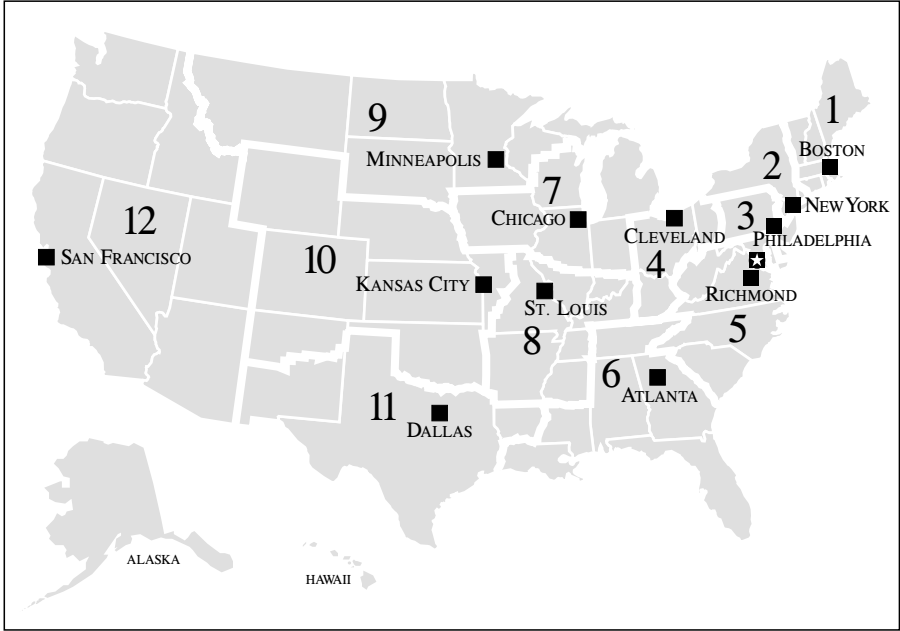 9
1
MINNEAPOLIS
BOSTON
2
7
12
CHICAGO
NEW YORK
3
CLEVELAND
PHILADELPHIA
SAN FRANCISCO
10
4
KANSAS CITY
RICHMOND
ST. LOUIS
8
5
6
ATLANTA
11
DALLAS
ALASKA
HAWAII